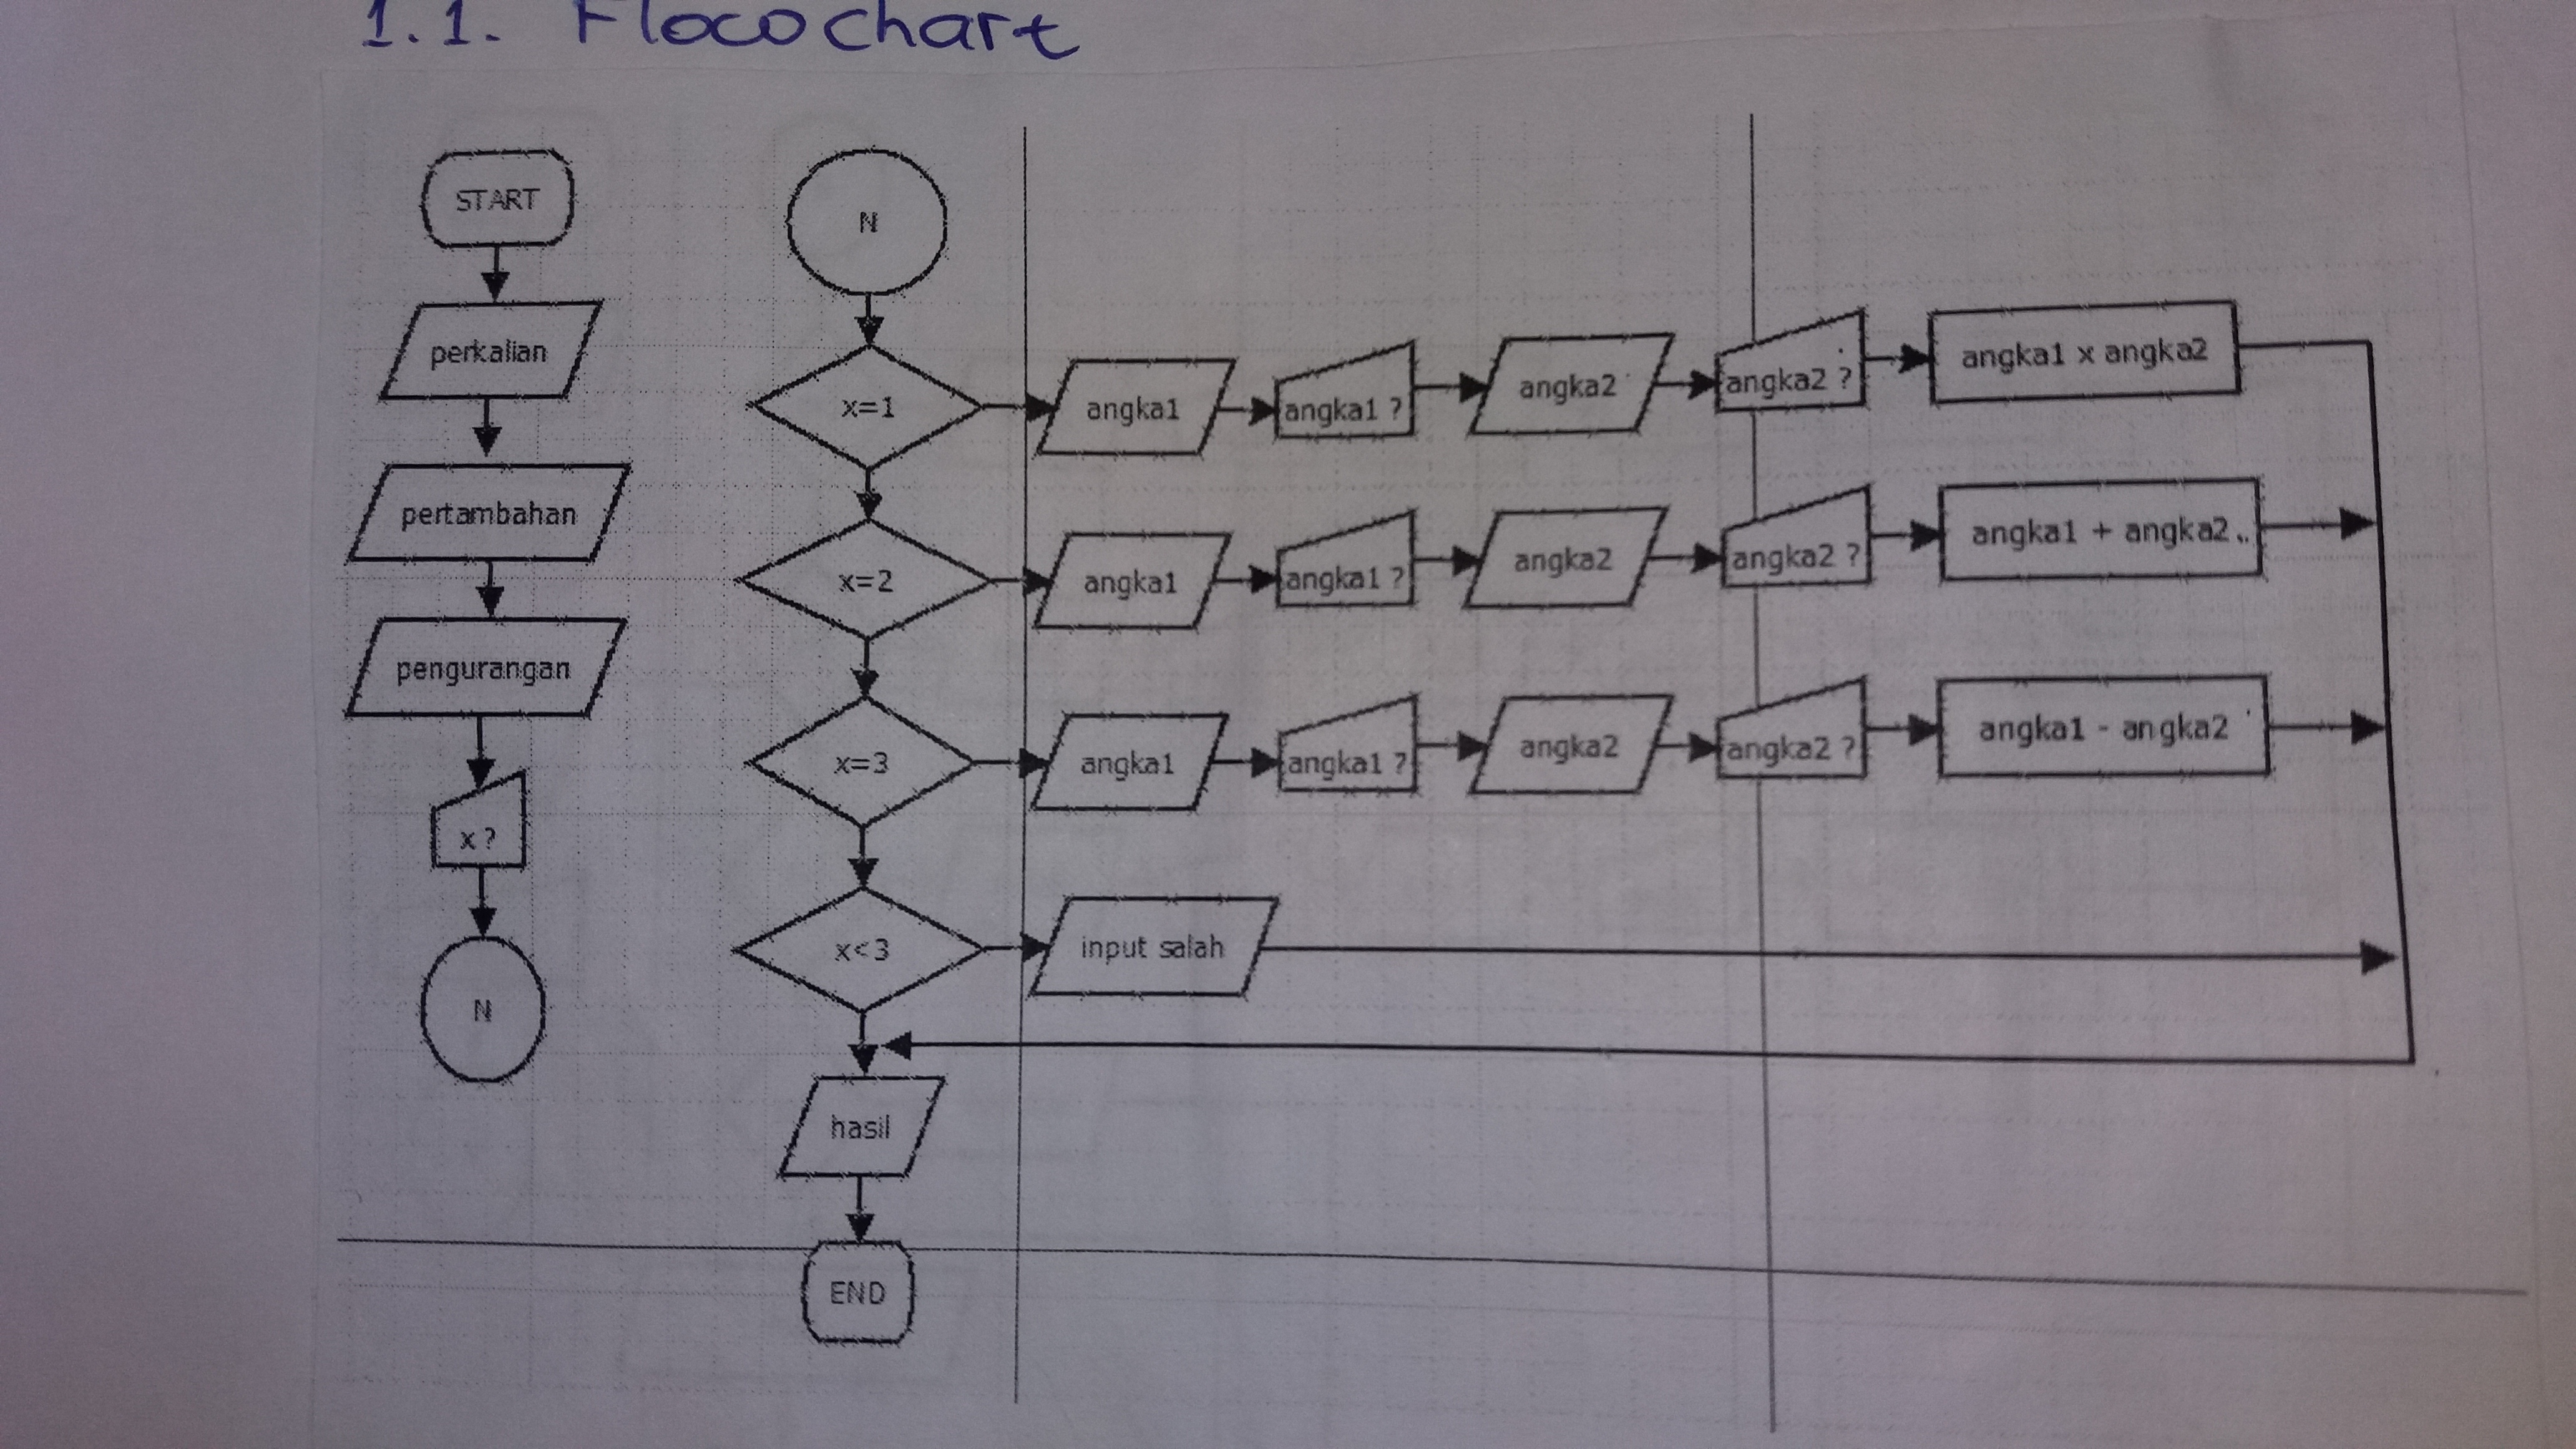 1.1. Flowchart
START
perkalian
pertambahan
pengurangan
x ?
N
N
x=1
angka1
angka1 ?
angka2
angka2 ?
angka1 x angka2
x=2
angka1
angka1 ?
angka2
angka2 ?
angka1 + angka2
x=3
angka1
angka1 ?
angka2
angka2 ?
angka1 - angka2
x<3
input salah
hasil
END